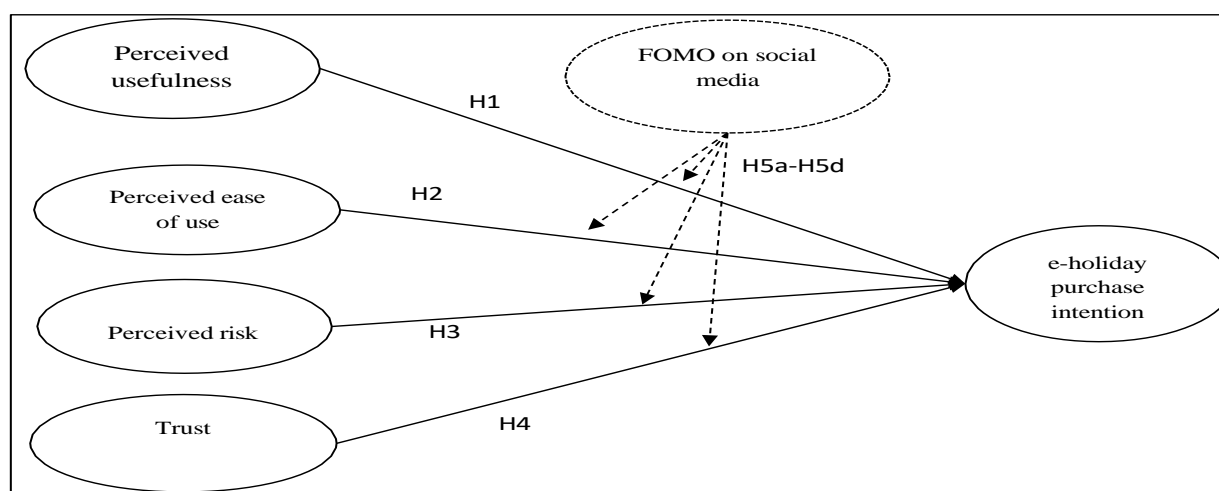 Perceived
usefulness
FOMO on social
media
H1
H5a-H5d
Perceived ease
of use
H2
e-holiday
purchase
intention
Perceived risk
H3
Trust
H4